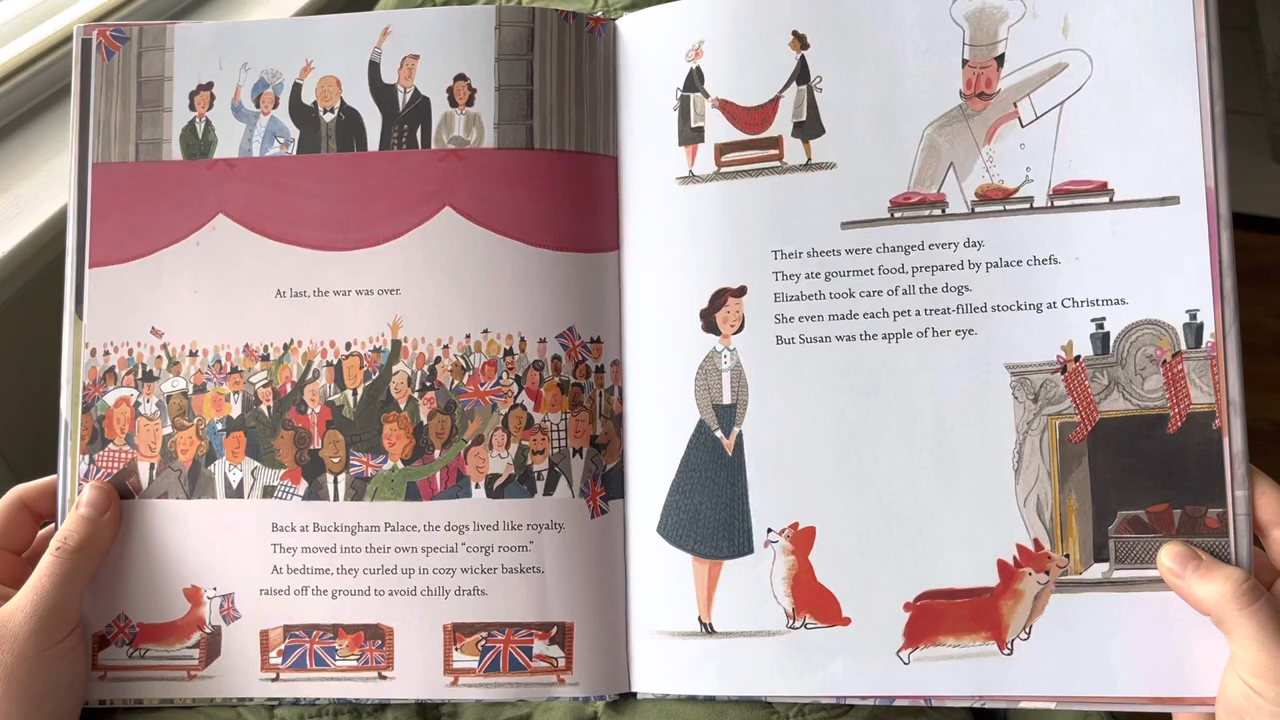 At last, the war was over.
Back at Buckingham Palace, the dogs lived like royalty.
They moved into their own special “corgi room.”
At bedtime, they curled up in cozy wicker baskets,
raised off the ground to avoid chilly drafts.
Their sheets were changed every day.
They ate gourmet food, prepared by palace chefs.
Elizabeth took care of all the dogs.
She even made each pet a treat-filled stocking at Christmas.
But Susan was the apple of her eye.